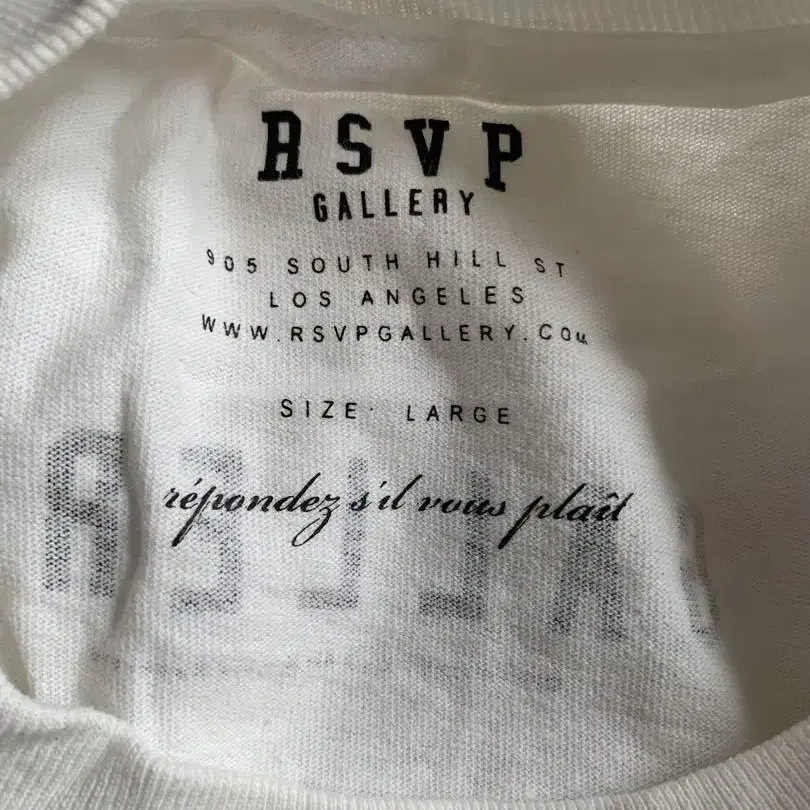 RSVP
GALLERY
905 SOUTH HILL ST
LOS ANGELES
WWW.RSVPGALLERY.COM
SIZE: LARGE
répondez s'il vous plaît